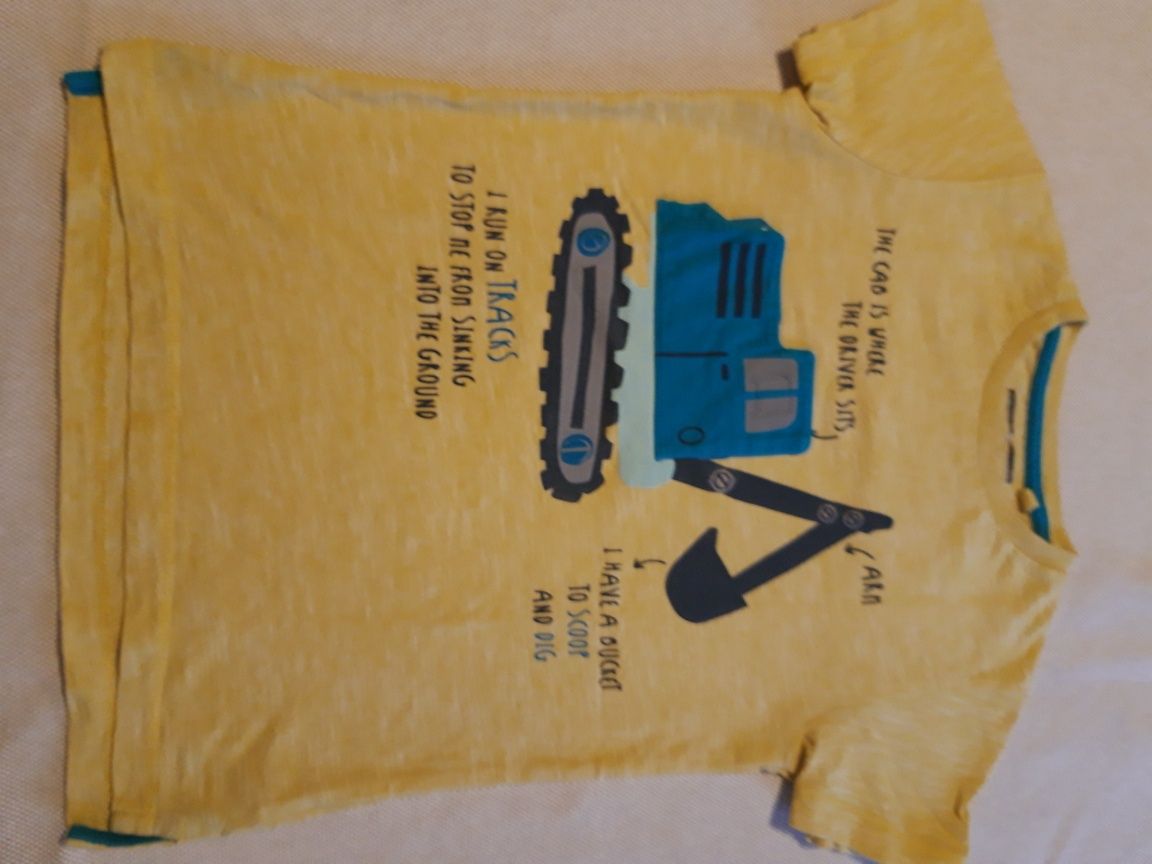 THE CAB IS WHERE
THE DRIVER SITS
ARM
I HAVE A BUCKET
TO SCOOP
AND DIG
I RUN ON TRACKS
TO STOP ME FROM SINKING
INTO THE GROUND